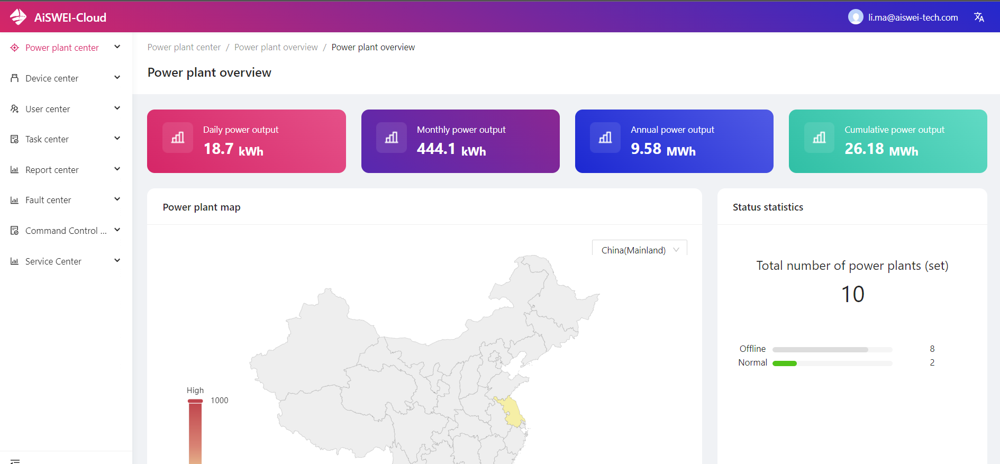 AiSWEI-Cloud
li.ma@aiswei-tech.com
Power plant center
Device center
User center
Task center
Report center
Fault center
Command Control ...
Service Center
Power plant center / Power plant overview / Power plant overview
Power plant overview
Daily power output
18.7 kWh
Monthly power output
444.1 kWh
Annual power output
9.58 MWh
Cumulative power output
26.18 MWh
Power plant map
China(Mainland)
High
1000
Status statistics
Total number of power plants (set)
10
Offline 8
Normal 2